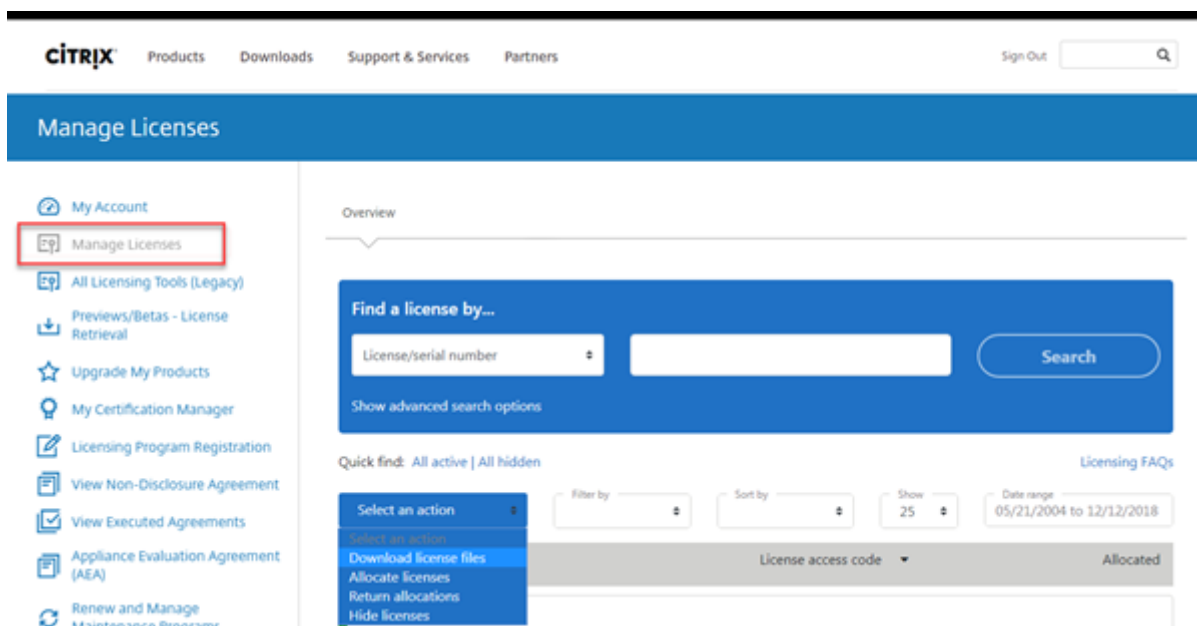 CİTRIX Products Downloads Support & Services Partners Sign Out
Manage Licenses
My Account
Manage Licenses
All Licensing Tools (Legacy)
Previews/Betas - License
Retrieval
Upgrade My Products
My Certification Manager
Licensing Program Registration
View Non-Disclosure Agreement
View Executed Agreements
Appliance Evaluation Agreement
(AEA)
Renew and Manage
Maintenance Programs
Overview
Find a license by...
License/serial number
Search
Show advanced search options
Quick find: All active | All hidden Licensing FAQs
Filter by Sort by Show Date range
Select an action 25 05/21/2004 to 12/12/2018
Select an action
Download license files
License access code Allocated
Allocate licenses
Return allocations
Hide licenses